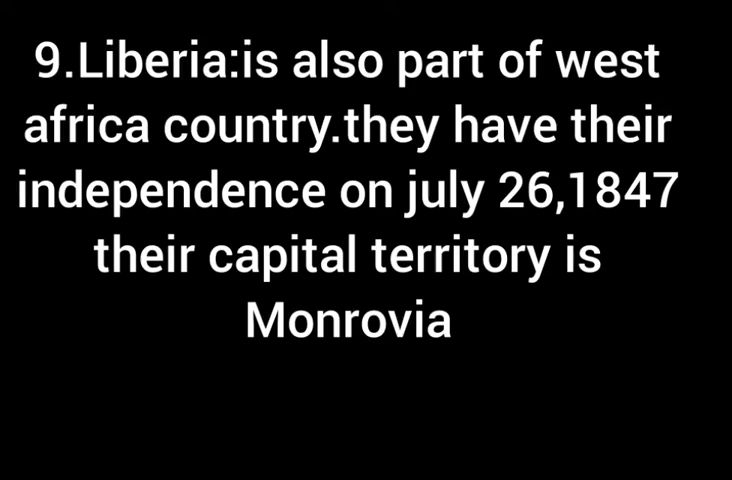 9.Liberia:is also part of west
africa country.they have their
independence on july 26,1847
their capital territory is
Monrovia